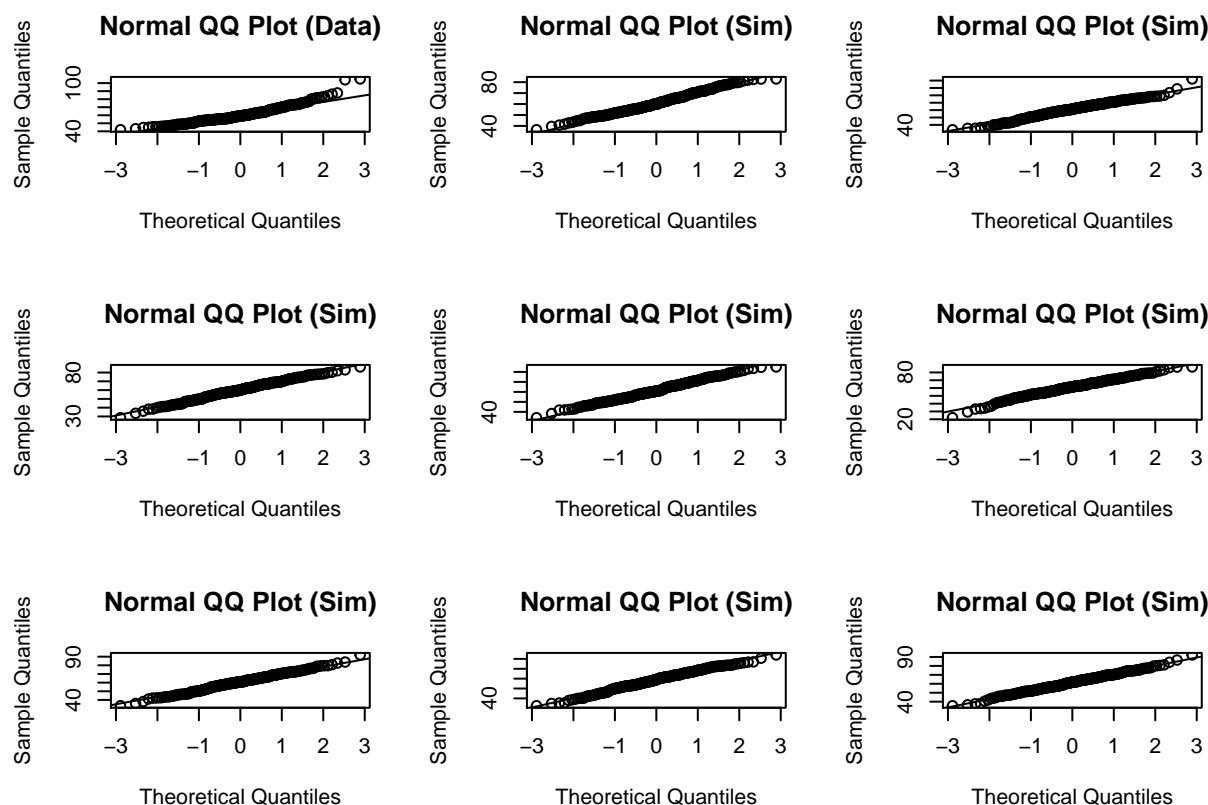 Normal QQ Plot (Data)
Sample Quantiles
40 100
−3 −1 0 1 2 3
Theoretical Quantiles
Normal QQ Plot (Sim)
Sample Quantiles
40 80
−3 −1 0 1 2 3
Theoretical Quantiles
Normal QQ Plot (Sim)
Sample Quantiles
40
−3 −1 0 1 2 3
Theoretical Quantiles
Normal QQ Plot (Sim)
Sample Quantiles
30 80
−3 −1 0 1 2 3
Theoretical Quantiles
Normal QQ Plot (Sim)
Sample Quantiles
40
−3 −1 0 1 2 3
Theoretical Quantiles
Normal QQ Plot (Sim)
Sample Quantiles
20 80
−3 −1 0 1 2 3
Theoretical Quantiles
Normal QQ Plot (Sim)
Sample Quantiles
40 90
−3 −1 0 1 2 3
Theoretical Quantiles
Normal QQ Plot (Sim)
Sample Quantiles
40
−3 −1 0 1 2 3
Theoretical Quantiles
Normal QQ Plot (Sim)
Sample Quantiles
40 90
−3 −1 0 1 2 3
Theoretical Quantiles